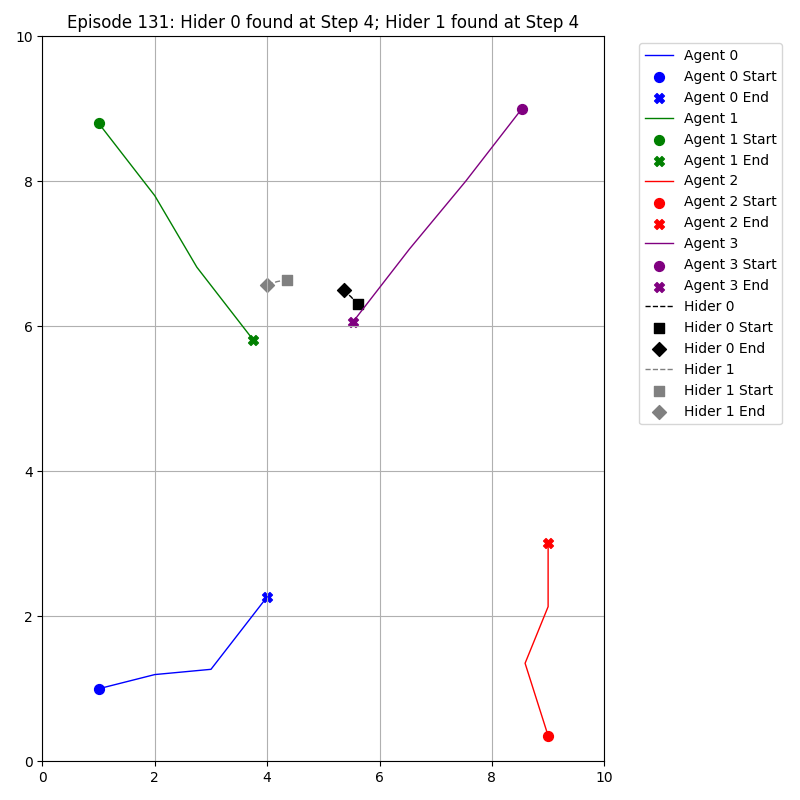 Episode 131: Hider 0 found at Step 4; Hider 1 found at Step 4
10
8
6
4
2
0
0 2 4 6 8 10
Agent 0
Agent 0 Start
Agent 0 End
Agent 1
Agent 1 Start
Agent 1 End
Agent 2
Agent 2 Start
Agent 2 End
Agent 3
Agent 3 Start
Agent 3 End
Hider 0
Hider 0 Start
Hider 0 End
Hider 1
Hider 1 Start
Hider 1 End